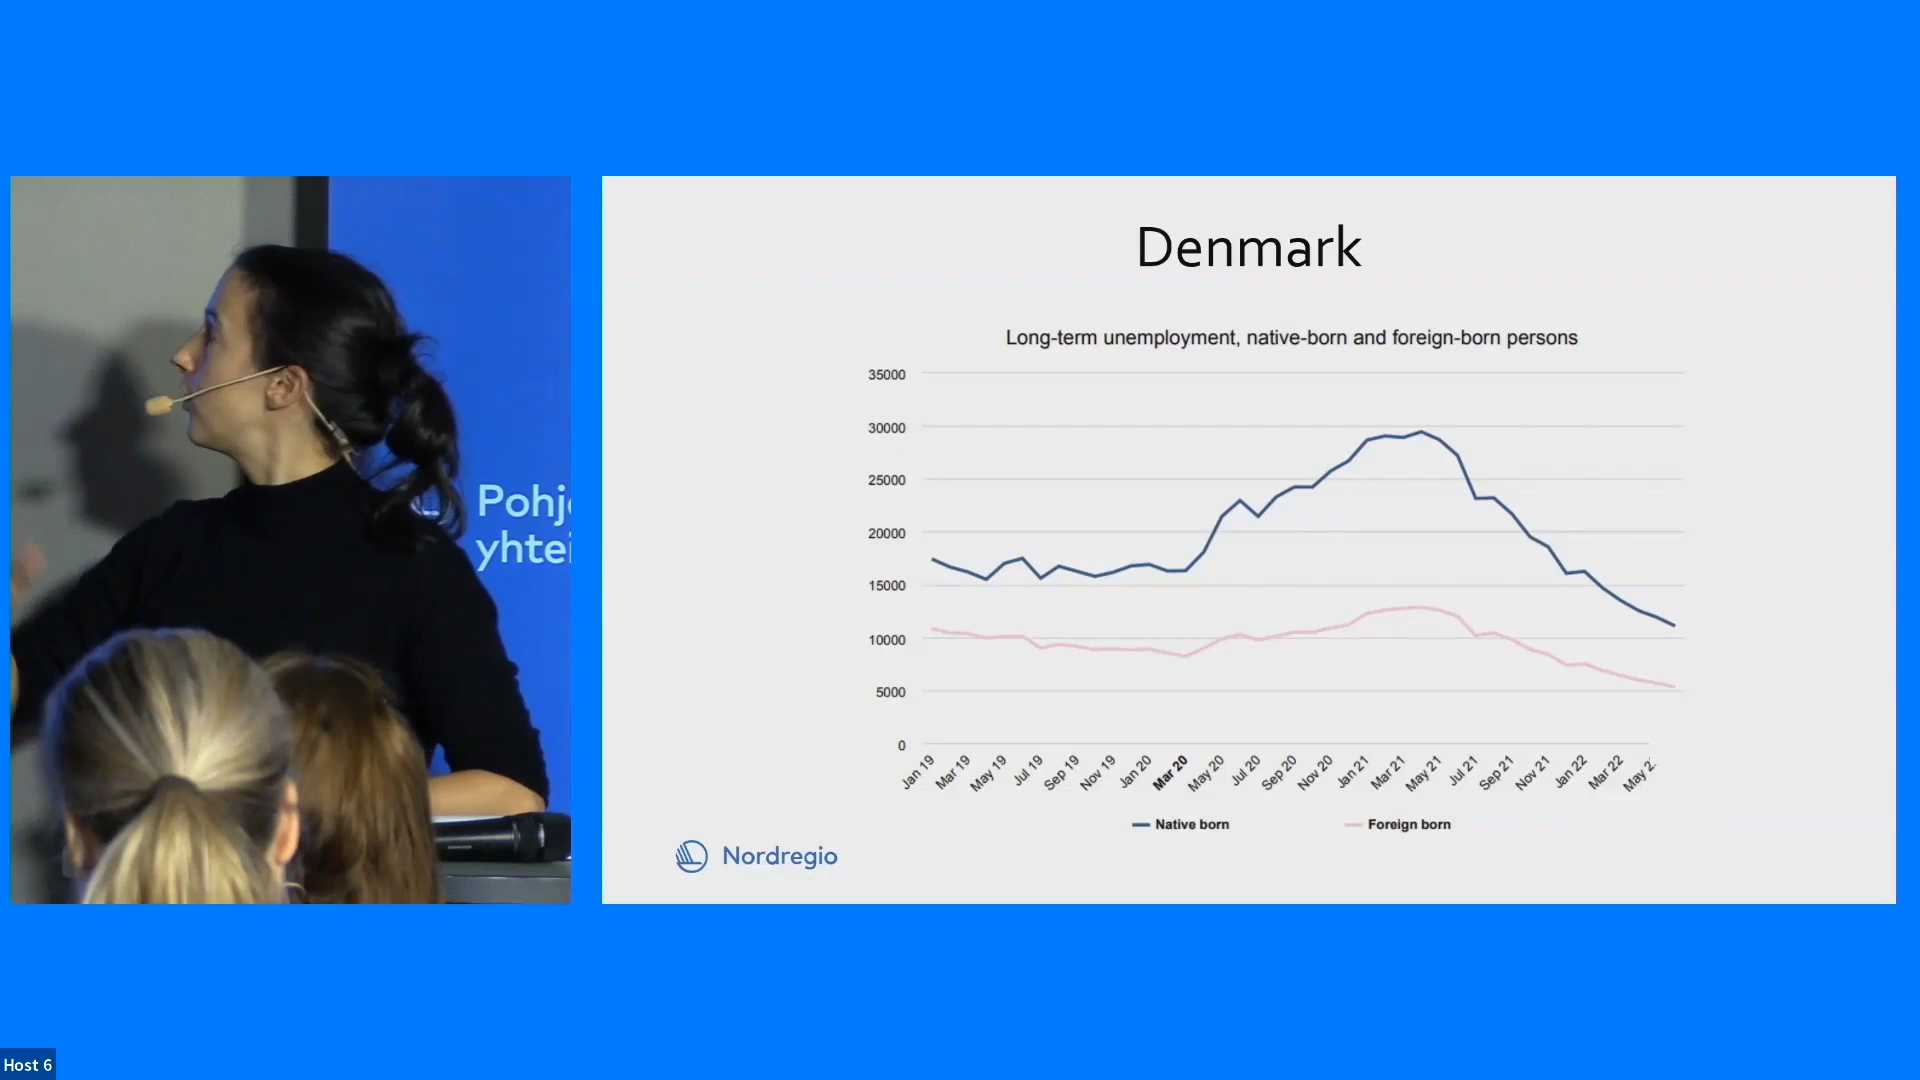 Pohj
yhtei
Denmark
Long-term unemployment, native-born and foreign-born persons
35000
30000
25000
20000
15000
10000
5000
0
Jan 19
Mar 19
May 19
Jul 19
Sep 19
Nov 19
Jan 20
Mar 20
May 20
Jul 20
Sep 20
Nov 20
Jan 21
Mar 21
May 21
Jul 21
Sep 21
Nov 21
Jan 22
Mar 22
May 2
Native born
Foreign born
Nordregio
Host 6